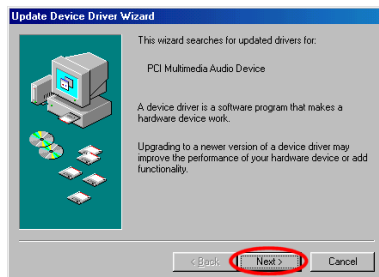 Update Device Driver Wizard
This wizard searches for updated drivers for:
PCI Multimedia Audio Device
A device driver is a software program that makes a
hardware device work.
Upgrading to a newer version of a device driver may
improve the performance of your hardware device or add
functionality.
< Back Next > Cancel